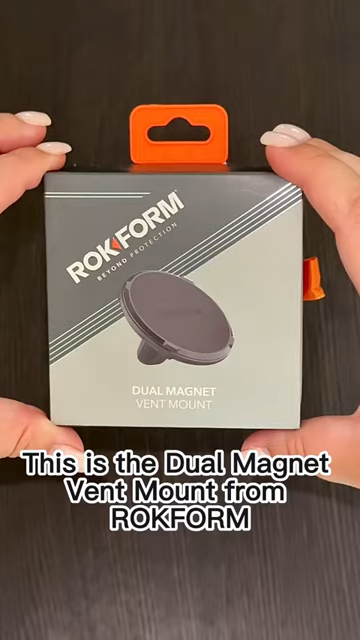 ROKFORM
BEYOND PROTECTION
DUAL MAGNET
VENT MOUNT
This is the Dual Magnet
Vent Mount from
ROKFORM